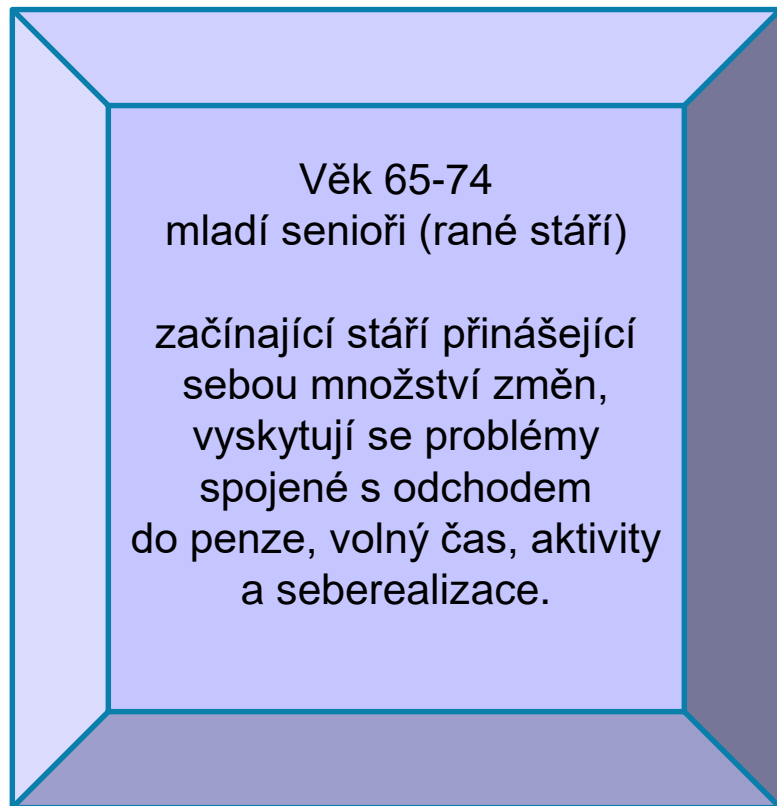 Věk 65-74
mladí senioři (rané stáří)
začínající stáří přinášející
sebou množství změn,
vyskytují se problémy
spojené s odchodem
do penze, volný čas, aktivity
a seberealizace.